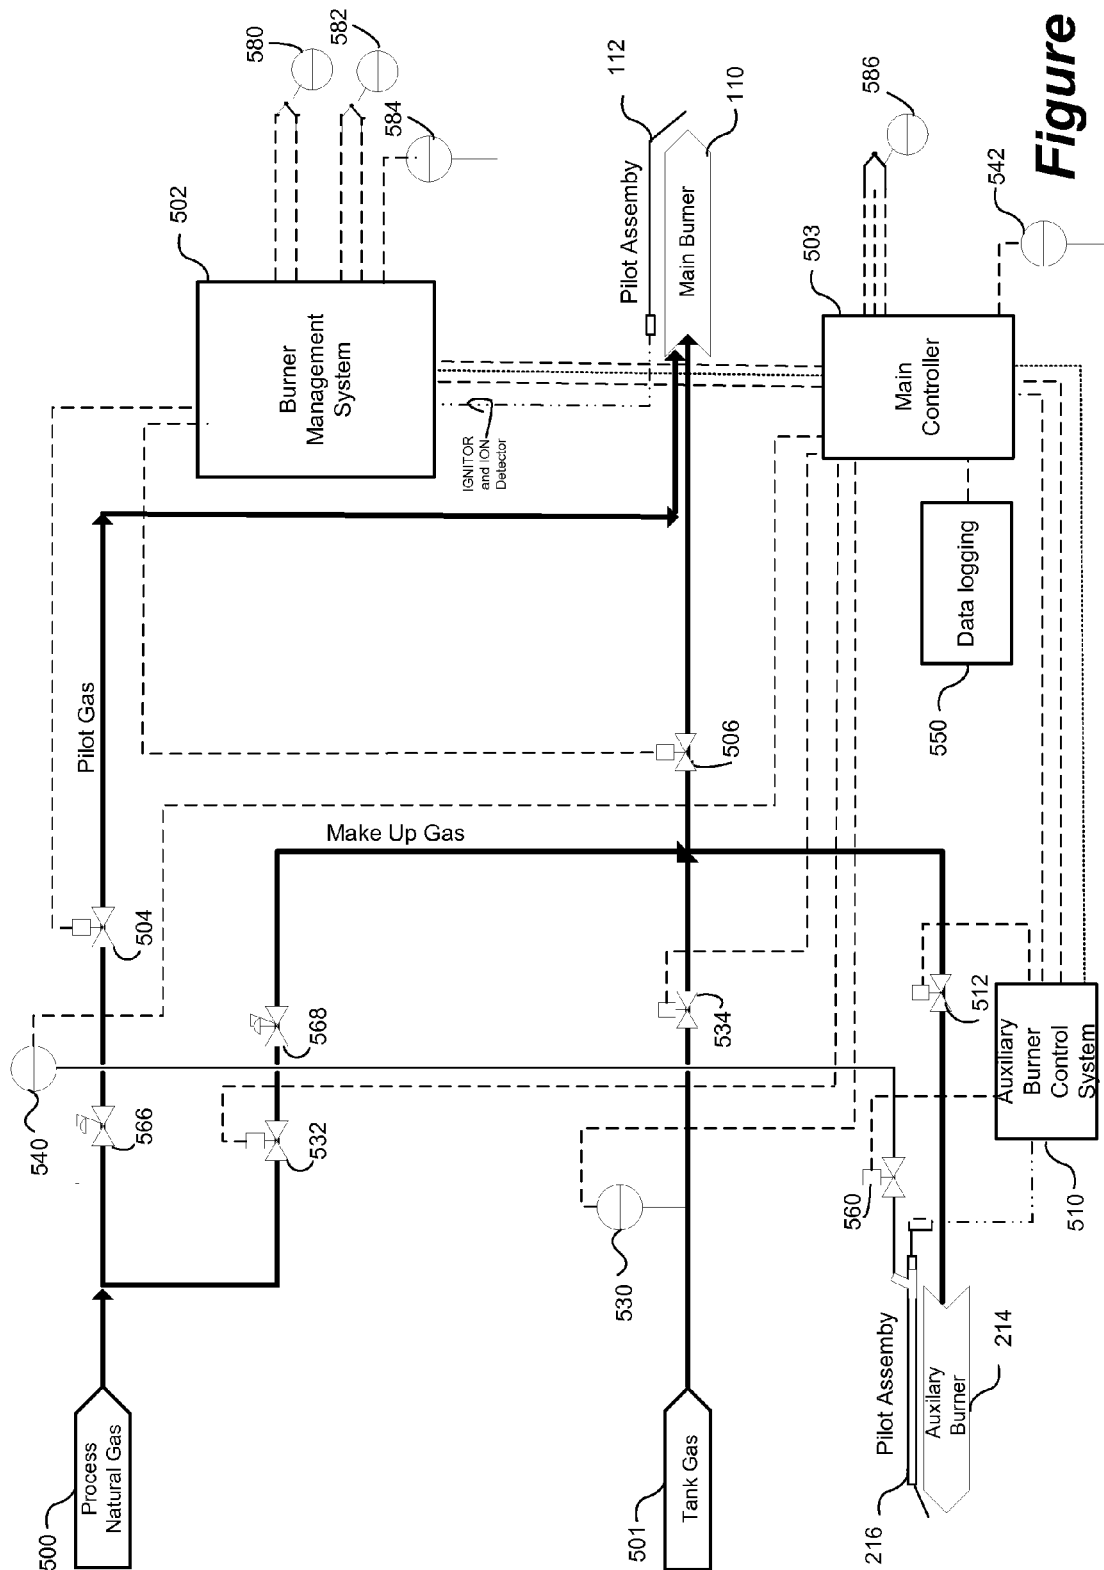 500
Process
Natural Gas
540
566
504
Pilot Gas
532
568
Make Up Gas
502
Burner
Management
System
580
582
584
IGNITOR
and ION
Detector
501
Tank Gas
530
534
506
Pilot Assembly
112
Main Burner
110
216
Pilot Assemby
Auxilary
Burner
214
560
512
510
Auxiliary
Burner
Control
System
550
Data logging
503
Main
Controller
586
542
Figure